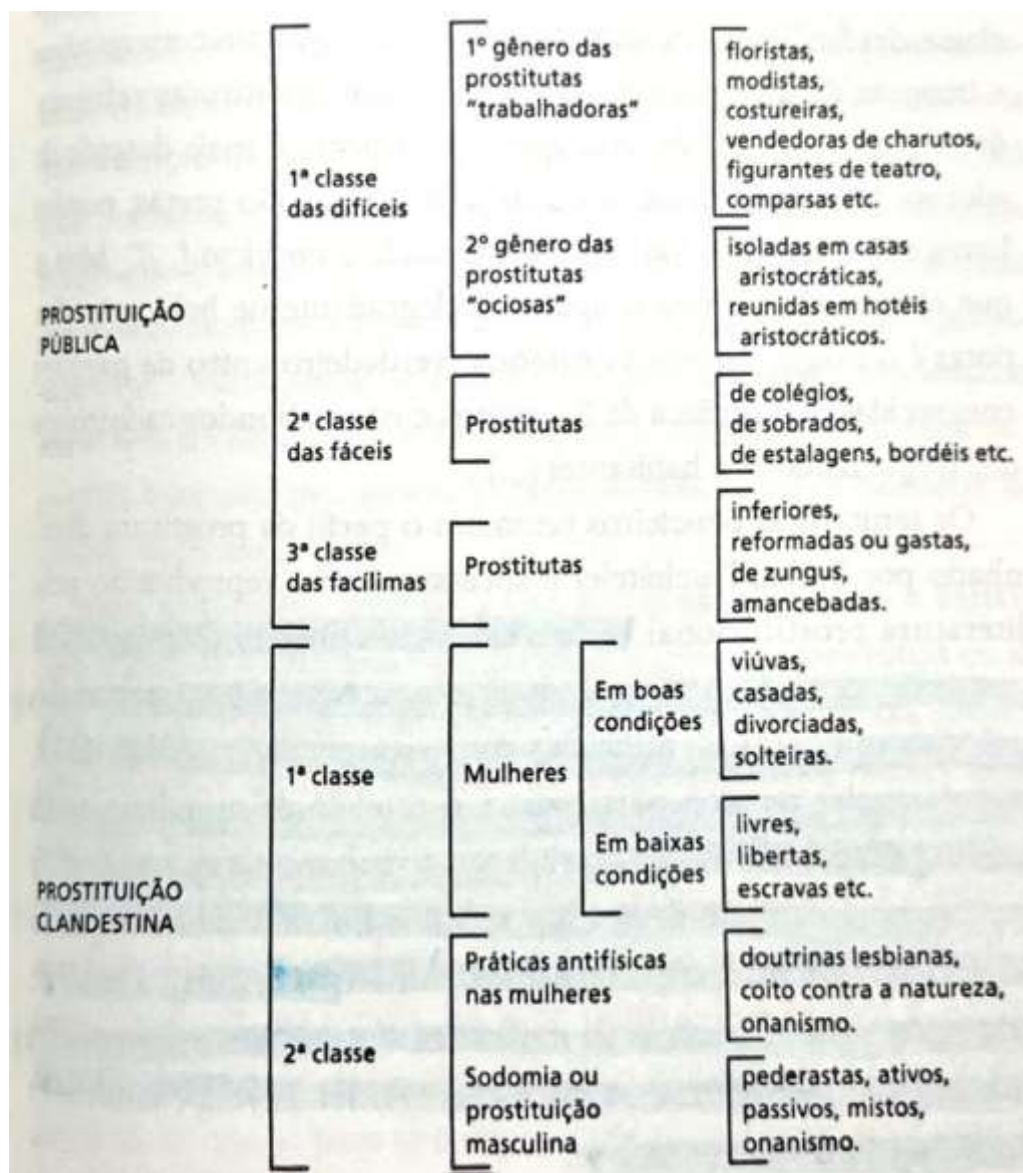 PROSTITUIÇÃO
PÚBLICA
1ª classe
das difíceis
1º gênero das
prostitutas
"trabalhadoras"
floristas,
modistas,
costureiras,
vendedoras de charutos,
figurantes de teatro,
comparsas etc.
2º gênero das
prostitutas
"ociosas"
isoladas em casas
aristocráticas,
reunidas em hotéis
aristocráticos.
2ª classe
das fáceis
Prostitutas
de colégios,
de sobrados,
de estalagens, bordéis etc.
3ª classe
das facílimas
Prostitutas
inferiores,
reformadas ou gastas,
de zungus,
amancebadas.
PROSTITUIÇÃO
CLANDESTINA
1ª classe
Mulheres
Em boas
condições
viúvas,
casadas,
divorciadas,
solteiras.
Em baixas
condições
livres,
libertas,
escravas etc.
2ª classe
Práticas antifísicas
nas mulheres
doutrinas lesbianas,
coito contra a natureza,
onanismo.
Sodomia ou
prostituição
masculina
pederastas, ativos,
passivos, mistos,
onanismo.